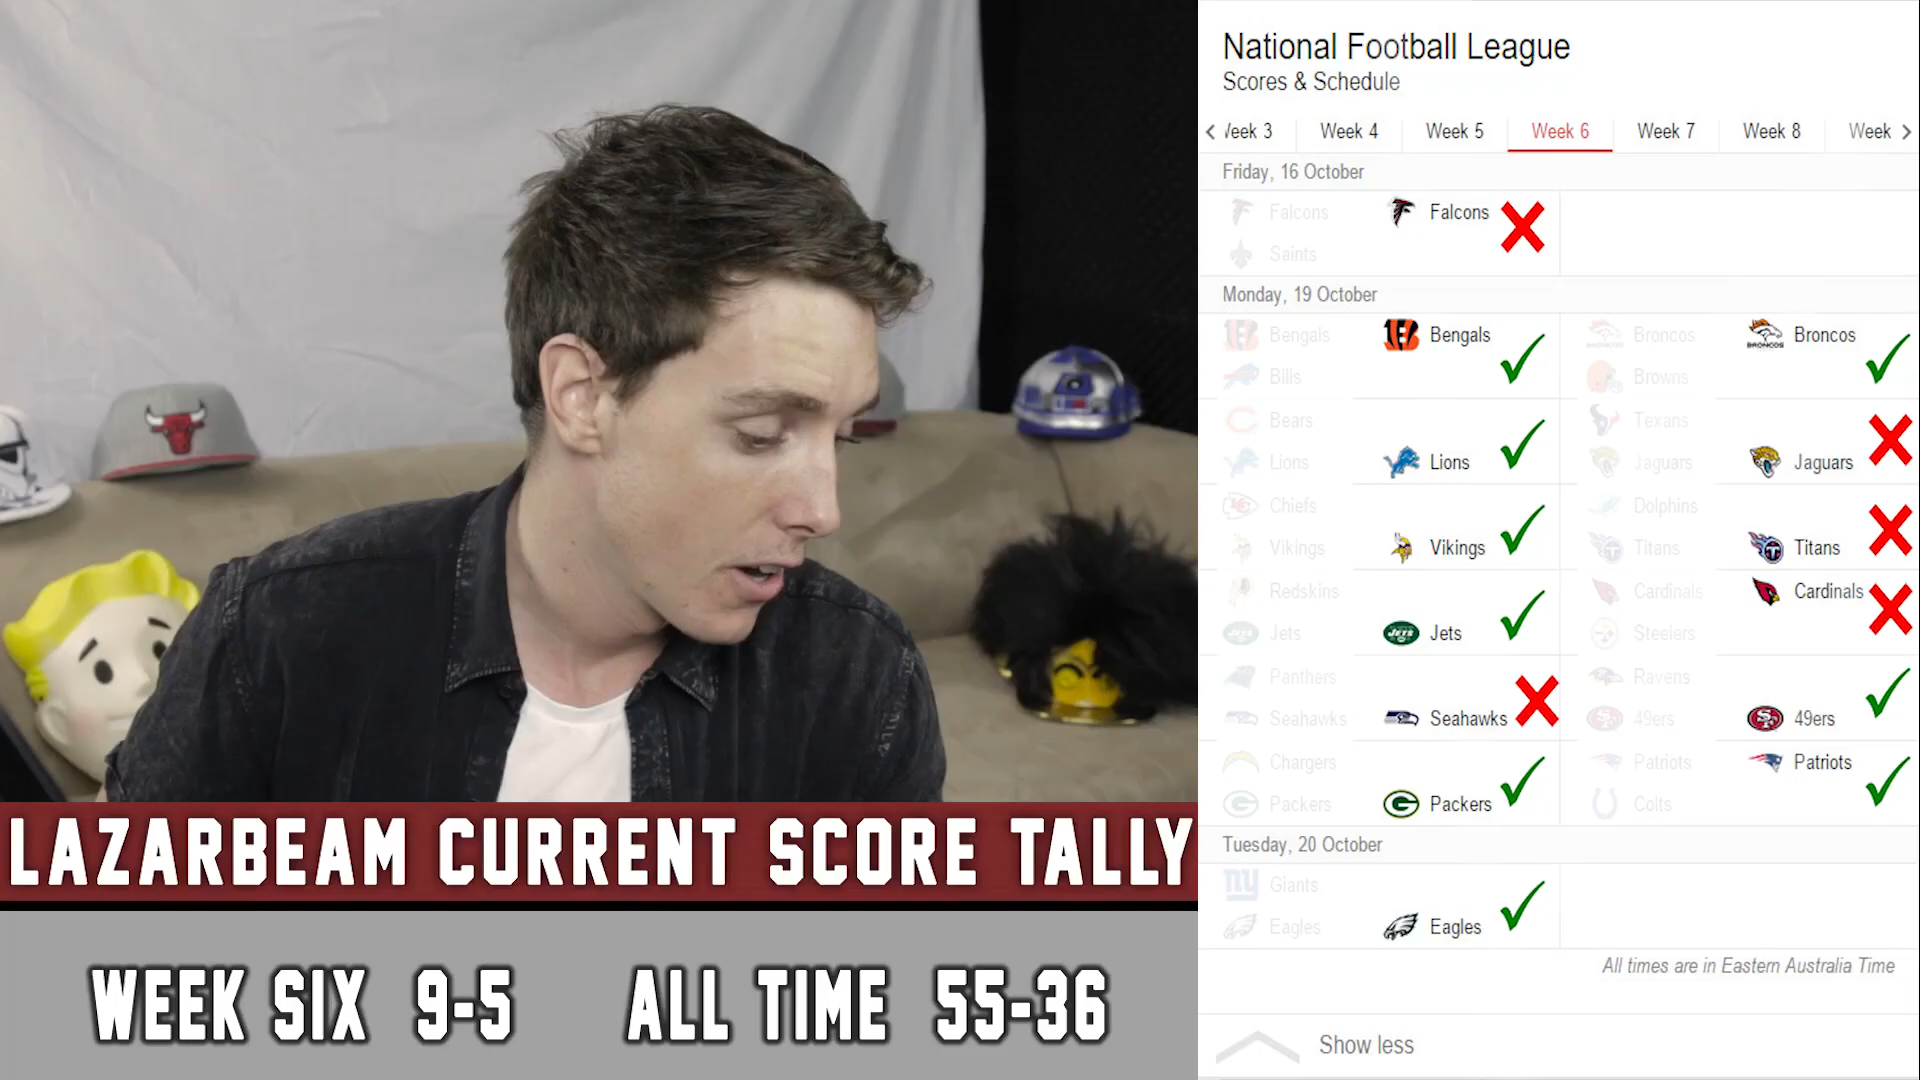 National Football League
Scores & Schedule
Week 3 Week 4 Week 5 Week 6 Week 7 Week 8 Week
Friday, 16 October
Falcons Falcons
Saints
Monday, 19 October
Bengals Bengals Broncos BRONCOS Broncos
Bills Browns
Bears Texans
Lions Lions Jaguars Jaguars
Chiefs Dolphins
Vikings Vikings Titans Titans
Redskins Cardinals Cardinals
Jets JETS Jets Steelers
Panthers Ravens
Seahawks Seahawks 49ers 49ers
Chargers Patriots Patriots
Packers Packers Colts
Tuesday, 20 October
ny Giants
Eagles Eagles
All times are in Eastern Australia Time
Show less
LAZARBEAM CURRENT SCORE TALLY
WEEK SIX 9-5 ALL TIME 55-36